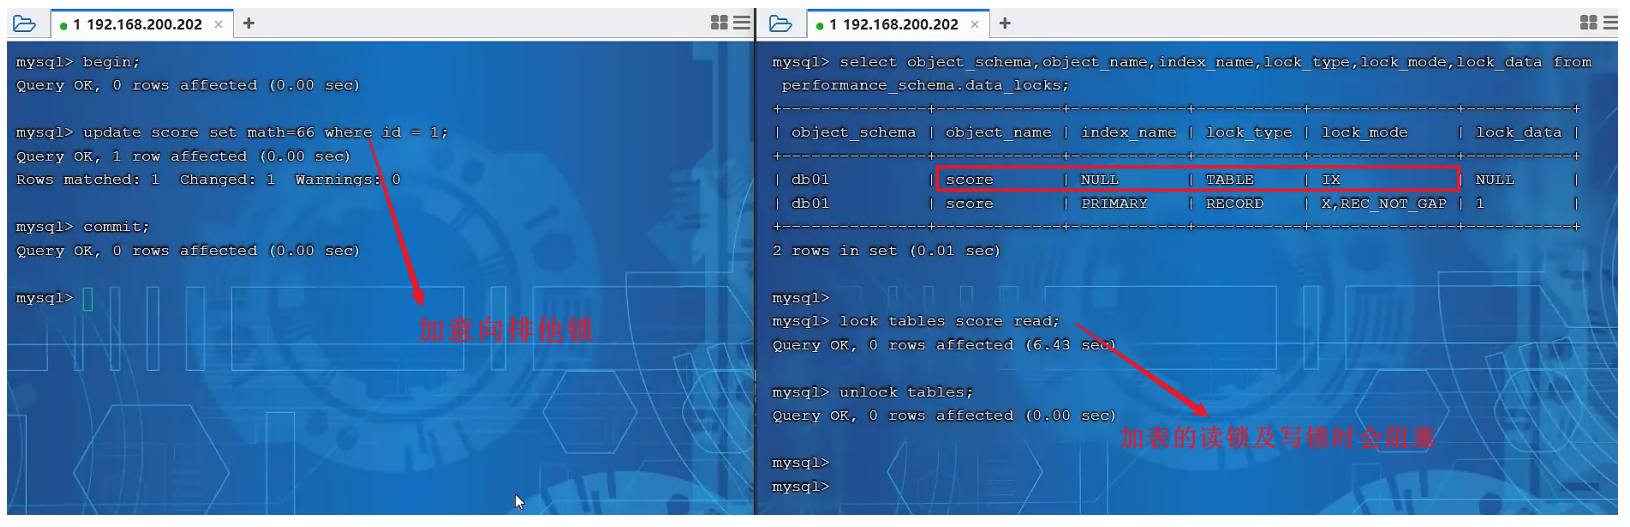 1 192.168.200.202 × +
mysql> begin;
Query OK, 0 rows affected (0.00 sec)
mysql> update score set math=66 where id = 1;
Query OK, 1 row affected (0.00 sec)
Rows matched: 1  Changed: 1  Warnings: 0
mysql> commit;
Query OK, 0 rows affected (0.00 sec)
mysql>
加意向排他锁
1 192.168.200.202 × +
mysql> select object_schema,object_name,index_name,lock_type,lock_mode,lock_data from
performance_schema.data_locks;
+---------------+-------------+------------+-----------+---------------+-----------+
| object_schema | object_name | index_name | lock_type | lock_mode     | lock_data |
+---------------+-------------+------------+-----------+---------------+-----------+
| db01          | score       | NULL       | TABLE     | IX            | NULL      |
| db01          | score       | PRIMARY    | RECORD    | X,REC_NOT_GAP | 1         |
+---------------+-------------+------------+-----------+---------------+-----------+
2 rows in set (0.01 sec)
mysql>
mysql> lock tables score read;
Query OK, 0 rows affected (6.43 sec)
mysql> unlock tables;
Query OK, 0 rows affected (0.00 sec)
加表的读锁及写锁时会阻塞
mysql>
mysql>